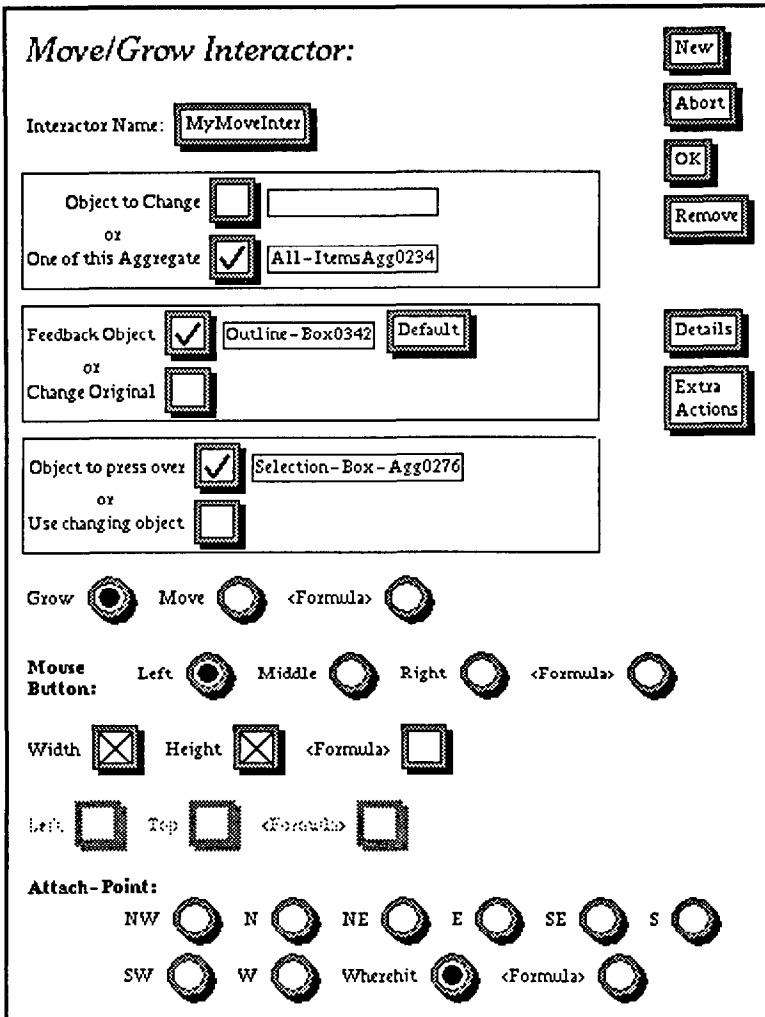 Move/Grow Interactor:
New
Abort
Interactor Name: MyMoveInter
OK
Object to Change
Remove
or
One of this Aggregate All-ItemsAgg0234
Feedback Object Outline-Box0342 Default
Details
or
Change Original
Extra
Actions
Object to press over Selection-Box-Agg0276
or
Use changing object
Grow Move <Formula>
Mouse
Button: Left Middle Right <Formula>
Width Height <Formula>
Left Top <Formula>
Attach-Point:
NW N NE E SE S
SW W Wherehit <Formula>